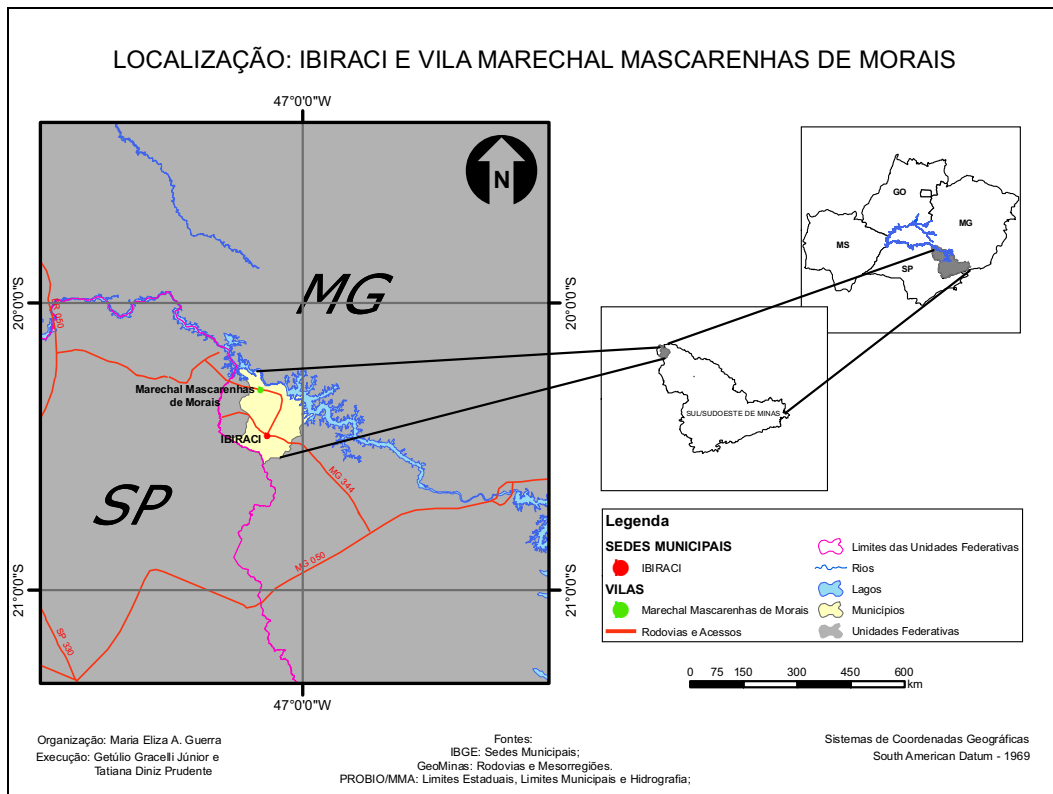 LOCALIZAÇÃO: IBIRACI E VILA MARECHAL MASCARENHAS DE MORAIS
47°0'0"W
N
MG
20°0'0"S
20°0'0"S
BR 050
Marechal Mascarenhas
de Morais
IBIRACI
SP
MG 344
MG 050
21°0'0"S
21°0'0"S
SP 330
47°0'0"W
GO
MG
MS
SP
SUL/SUDOESTE DE MINAS
Legenda
SEDES MUNICIPAIS
IBIRACI
VILAS
Marechal Mascarenhas de Morais
Rodovias e Acessos
Limites das Unidades Federativas
Rios
Lagos
Municípios
Unidades Federativas
0 75 150 300 450 600
km
Organização: Maria Eliza A. Guerra
Execução: Getúlio Gracelli Júnior e
Tatiana Diniz Prudente
Fontes:
IBGE: Sedes Municipais;
GeoMinas: Rodovias e Mesorregiões.
PROBIO/MMA: Limites Estaduais, Limites Municipais e Hidrografia;
Sistemas de Coordenadas Geográficas
South American Datum - 1969